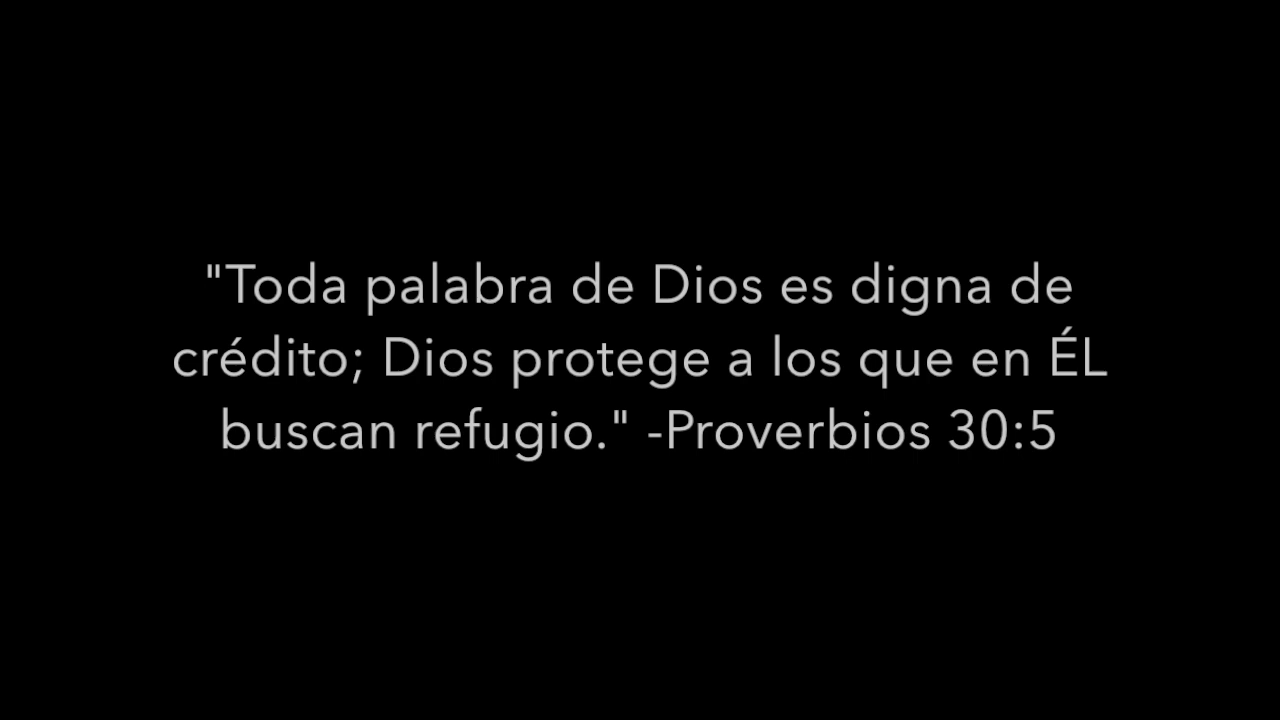 "Toda palabra de Dios es digna de
crédito; Dios protege a los que en ÉL
buscan refugio." -Proverbios 30:5